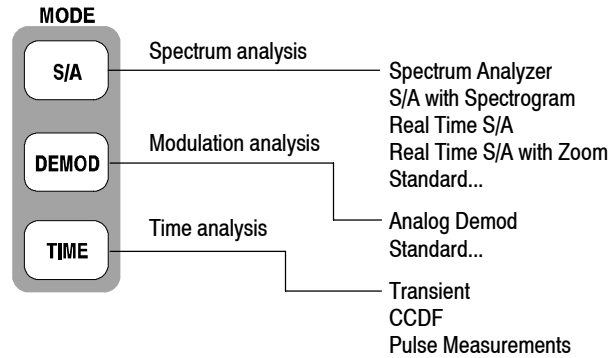 MODE
S/A
Spectrum analysis
Spectrum Analyzer
S/A with Spectrogram
Real Time S/A
Real Time S/A with Zoom
Standard...
DEMOD
Modulation analysis
Analog Demod
Standard...
TIME
Time analysis
Transient
CCDF
Pulse Measurements